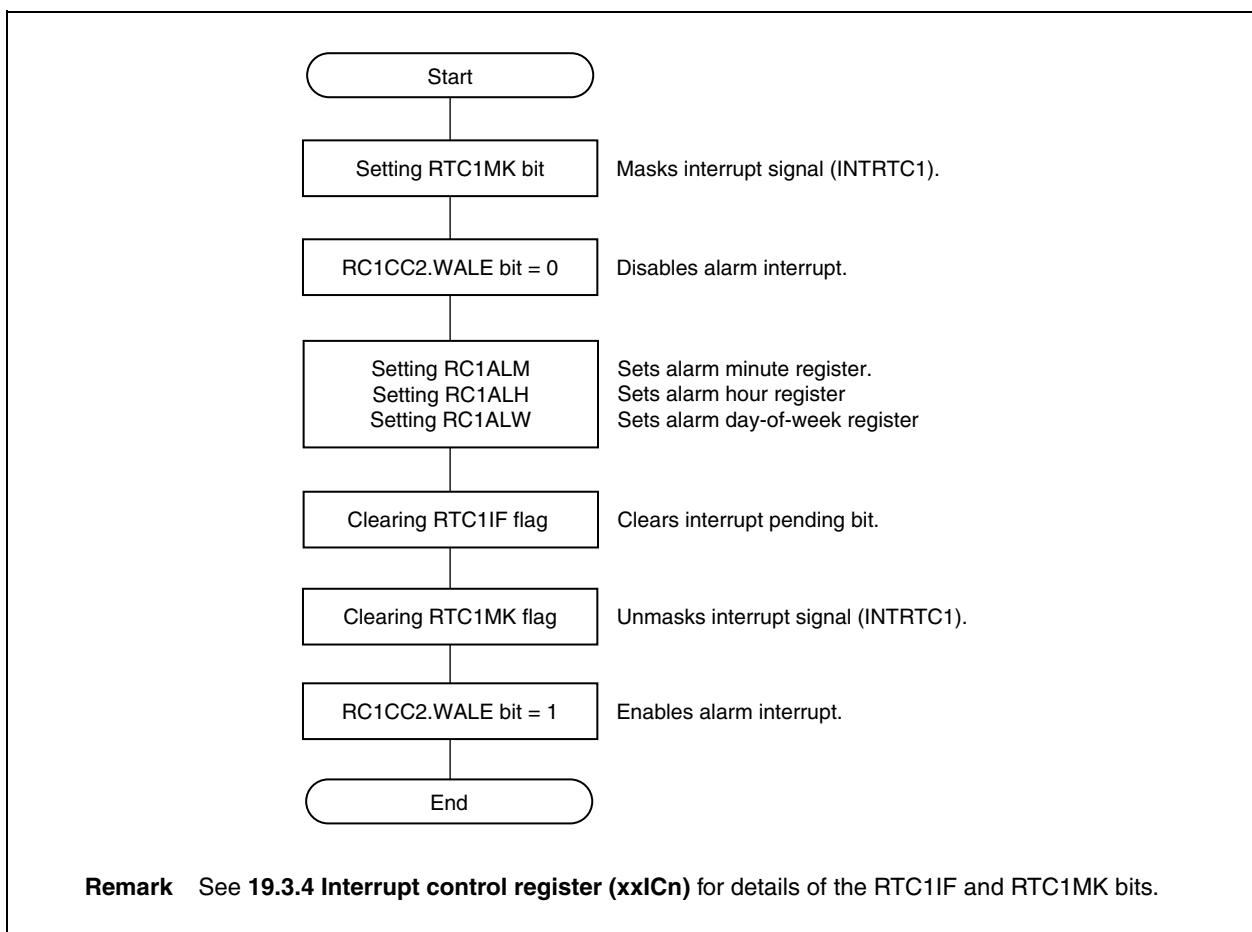 Start
Setting RTC1MK bit Masks interrupt signal (INTRTC1).
RC1CC2.WALE bit = 0 Disables alarm interrupt.
Setting RC1ALM Sets alarm minute register.
Setting RC1ALH Sets alarm hour register
Setting RC1ALW Sets alarm day-of-week register
Clearing RTC1IF flag Clears interrupt pending bit.
Clearing RTC1MK flag Unmasks interrupt signal (INTRTC1).
RC1CC2.WALE bit = 1 Enables alarm interrupt.
End
Remark See 19.3.4 Interrupt control register (xxICn) for details of the RTC1IF and RTC1MK bits.